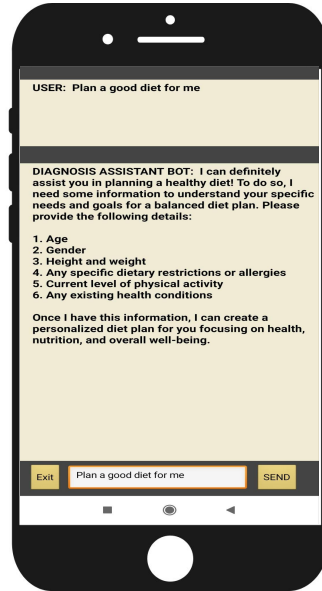 USER:  Plan a good diet for me
DIAGNOSIS ASSISTANT BOT:  I can definitely
assist you in planning a healthy diet! To do so, I
need some information to understand your specific
needs and goals for a balanced diet plan. Please
provide the following details:
1. Age
2. Gender
3. Height and weight
4. Any specific dietary restrictions or allergies
5. Current level of physical activity
6. Any existing health conditions
Once I have this information, I can create a
personalized diet plan for you focusing on health,
nutrition, and overall well-being.
Exit
Plan a good diet for me
SEND